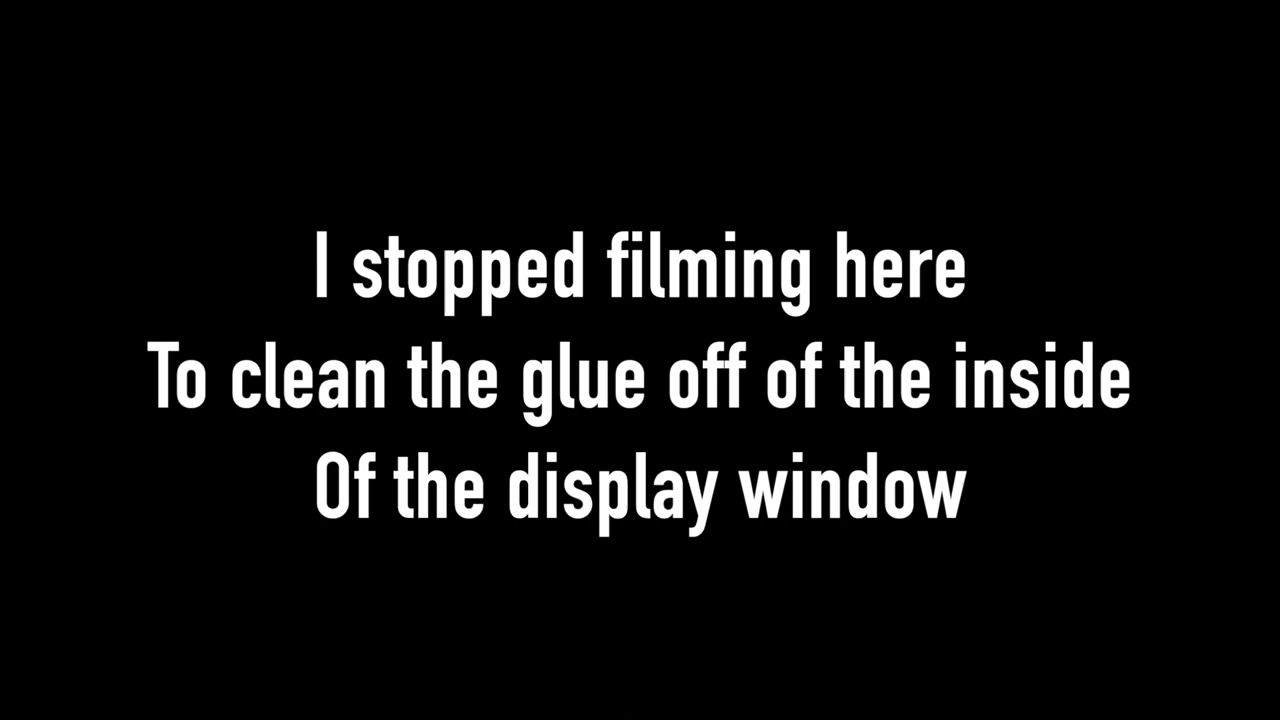 I stopped filming here
To clean the glue off of the inside
Of the display window